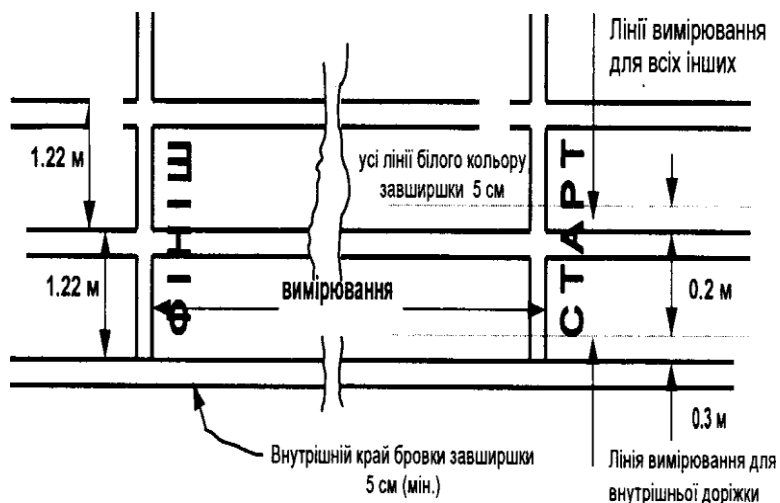 Лінії вимірювання
для всіх інших
1.22 м
ФІНІШ
усі лінії білого кольору
завширшки 5 см
СТАРТ
1.22 м
вимірювання
0.2 м
0.3 м
Внутрішній край бровки завширшки
5 см (мін.)
Лінія вимірювання для
внутрішньої доріжки